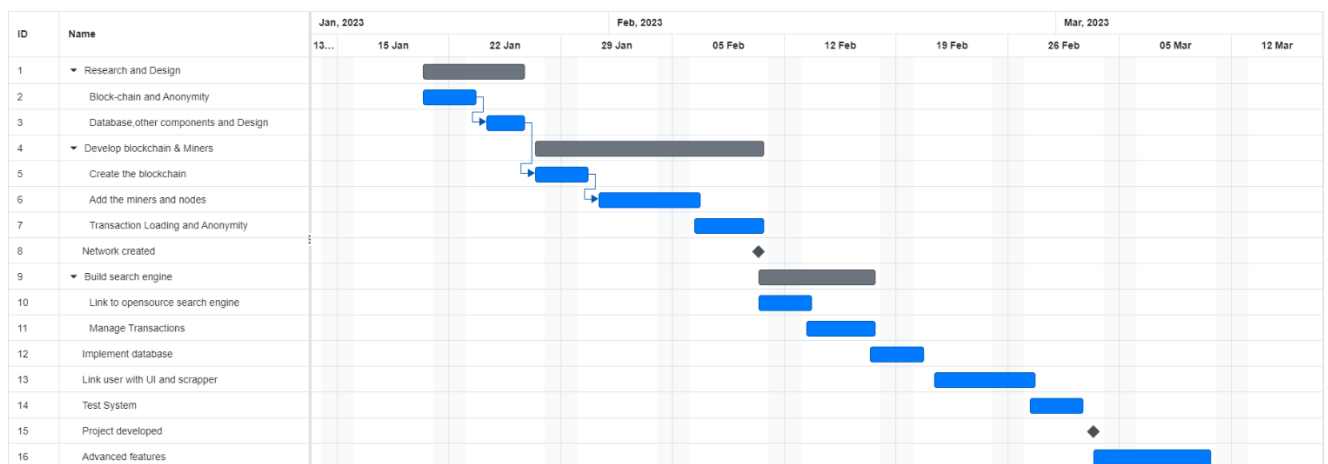 Jan, 2023 Feb, 2023 Mar, 2023
ID Name
13... 15 Jan 22 Jan 29 Jan 05 Feb 12 Feb 19 Feb 26 Feb 05 Mar 12 Mar
1 Research and Design
2 Block-chain and Anonymity
3 Database,other components and Design
4 Develop blockchain & Miners
5 Create the blockchain
6 Add the miners and nodes
7 Transaction Loading and Anonymity
8 Network created
9 Build search engine
10 Link to opensource search engine
11 Manage Transactions
12 Implement database
13 Link user with UI and scrapper
14 Test System
15 Project developed
16 Advanced features